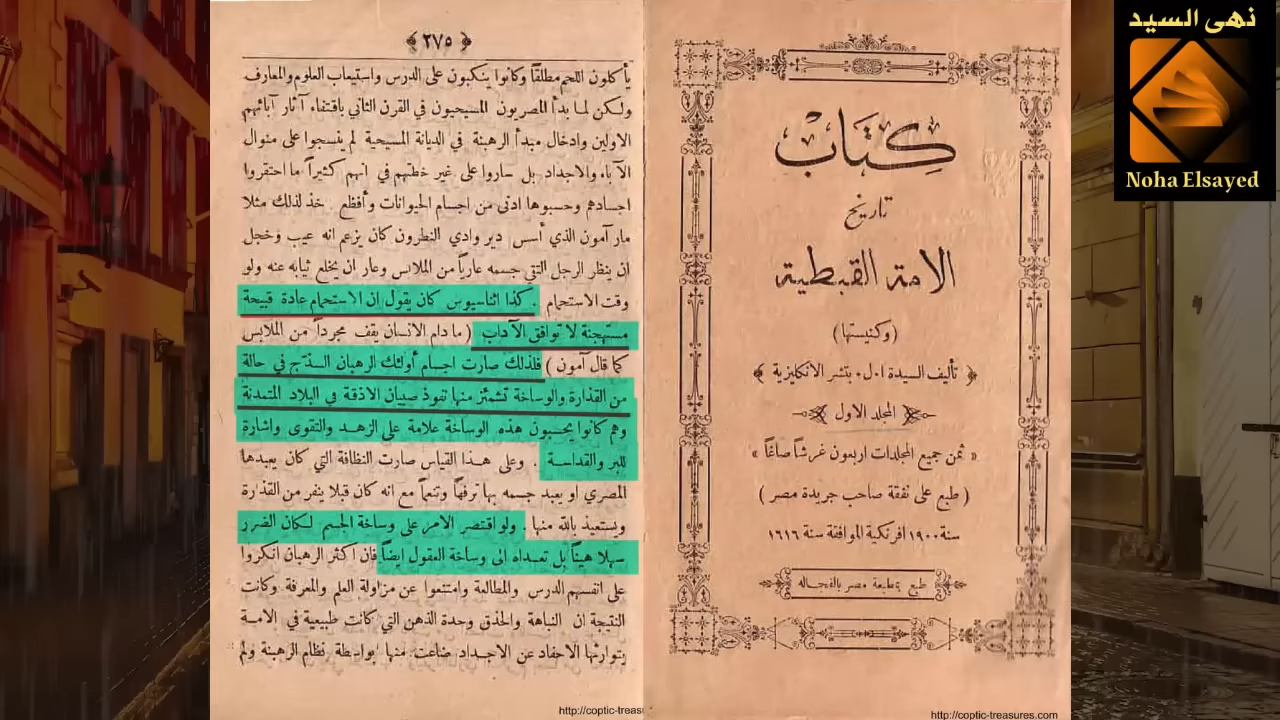 ﴿ ٢٧٥ ﴾
يأكلون اللحم مطلقاً وكانوا ينكبون على الدرس واستيعاب العلوم والمعارف
ولكن لما بدأ المصريون المسيحيون في القرن الثاني باقتفاء آثار آبائهم
الاولين وادخال مبتدأ الرهبنة في الديانة المسيحية لم ينسجوا على منوال
الآباء والاجداد بل ساروا على غير خطتهم في انهم كثيراً ما احتقروا
اجسادهم وحسبوها ادنى من اجسام الحيوانات وأفظع . خذ لذلك مثلا
مار آمون الذي أسس دير وادي النطرون كان يزعم انه عيب وخجل
ان ينظر الرجل التقي جسمه عارياً من الملابس وعار ان يخلع ثيابه عنه ولو
وقت الاستحمام . كذا اثناسيوس كان يقول ان الاستحمام عادة قبيحة
مستهجنة لا توافق الآداب ( ما دام الانسان يقف مجرداً من الملابس
كما قال آمون ) فلذلك صارت اجسام أولئك الرهبان السذج في حالة
من القذارة والوساخة تشمئز منها نفوذ صبيان الازقة في البلاد المتمدنة
وهم كانوا يحسبون هذه الوساخة علامة على الزهد والتقوى واشارة
للبر والقداسة . وعلى هذا القياس صارت النظافة التي كان يعبدها
المصري او يعبد جسمه بها ترفهاً وتنعماً مع انه كان قبلا ينفر من القذارة
ويستعيذ بالله منها . ولو اقتصر الامر على وساخة الجسم لكان الضرر
سهلا هيناً بل تعداه الى وساخة العقول ايضاً فان اكثر الرهبان انكروا
على انفسهم الدرس والمطالعة وامتنعوا عن مزاولة العلم والمعرفة وكانت
النتيجة ان النباهة والحذق وحدة الذهن التي كانت طبيعية في الامة
يتوارثها الاحفاد عن الاجداد ضاعت منها بواسطة نظام الرهبنة ولم
http://coptic-treas
كتاب
تاريخ
الامة القبطية
(وكنيستها)
﴿ تأليف السيدة ا.ل. بتشر الانكليزية ﴾
المجلد الاول
« ثمن جميع المجلدات اربعون غرشاً صاغاً »
( طبع على نفقة صاحب جريدة مصر )
سنة ١٩٠٠ افرنكية الموافقة سنة ١٦١٦
طبع بمطبعة مصر بالفجاله
http://coptic-treasures.com
نهى السيد
Noha Elsayed